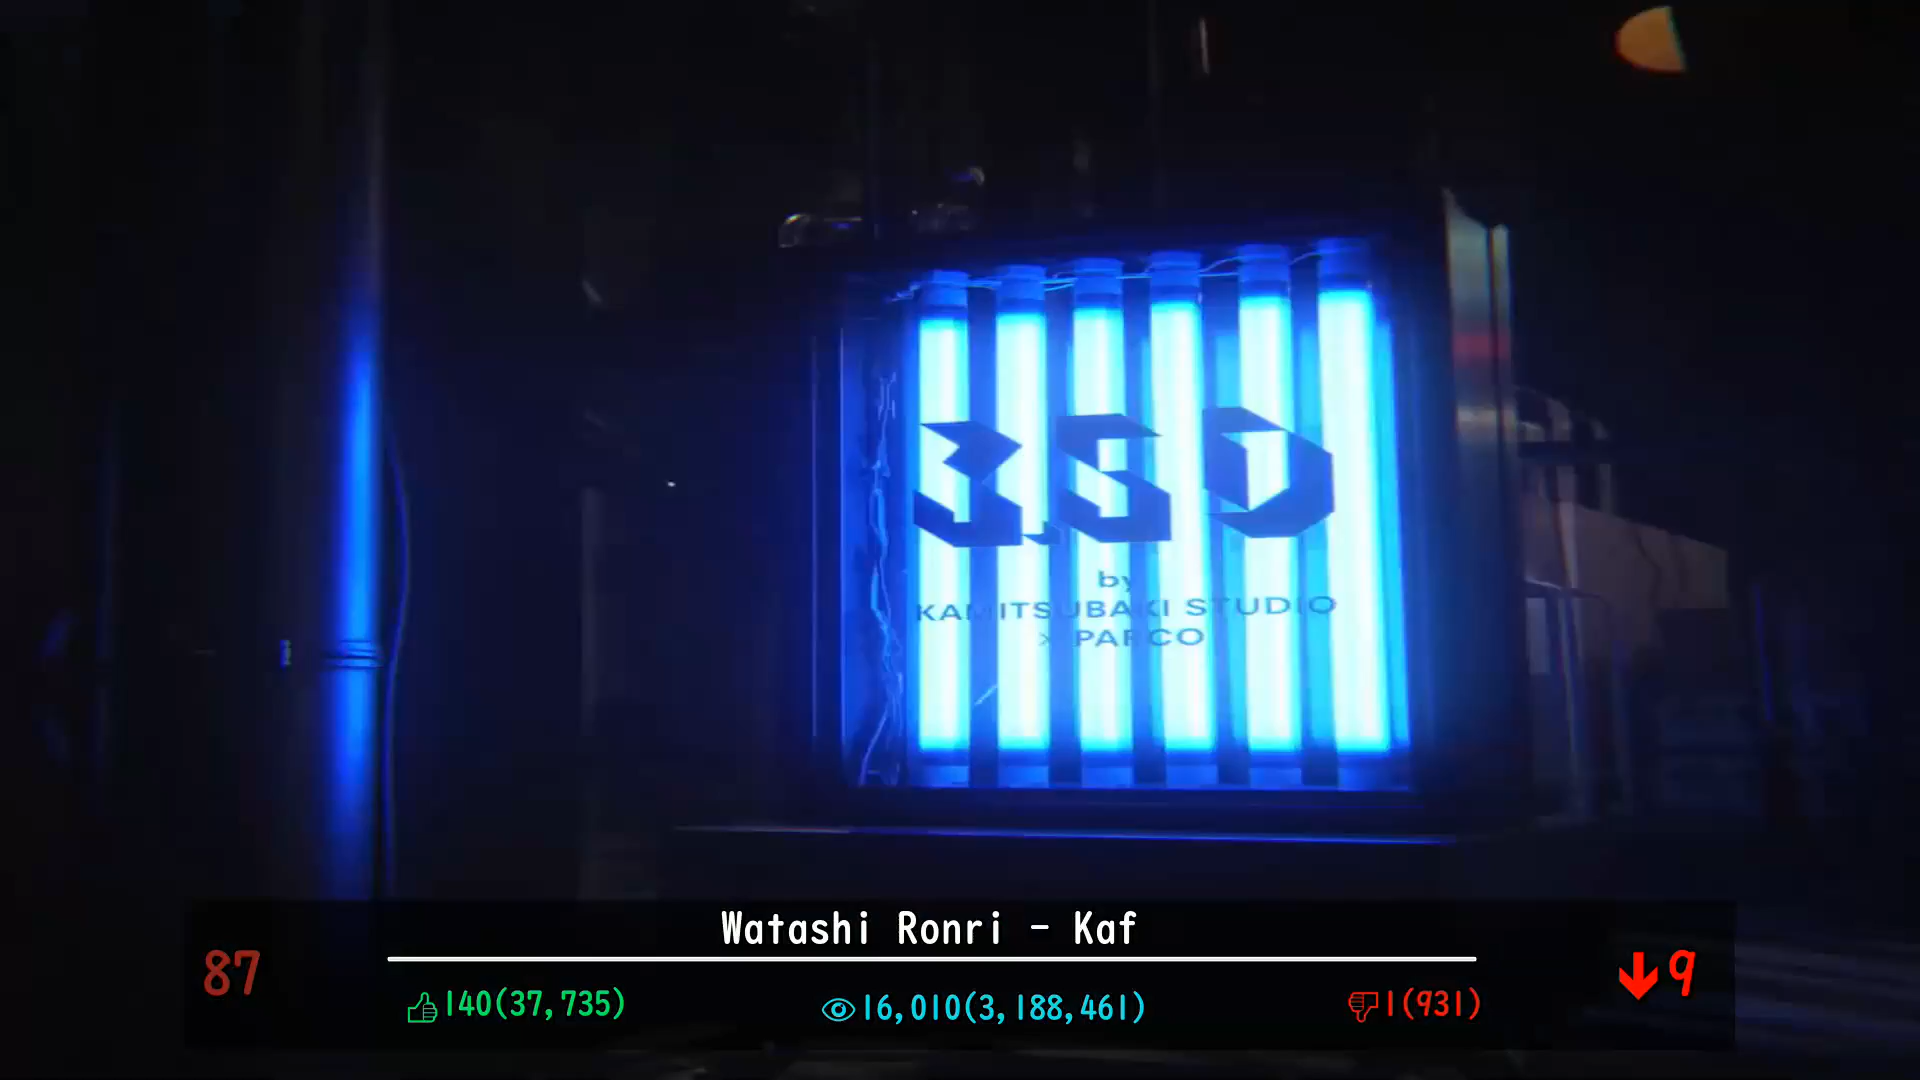 3.5D
by
KAMITSUBAKI STUDIO
× PARCO
Watashi Ronri - Kaf
87
140(37,735)
16,010(3,188,461)
1(931)
9